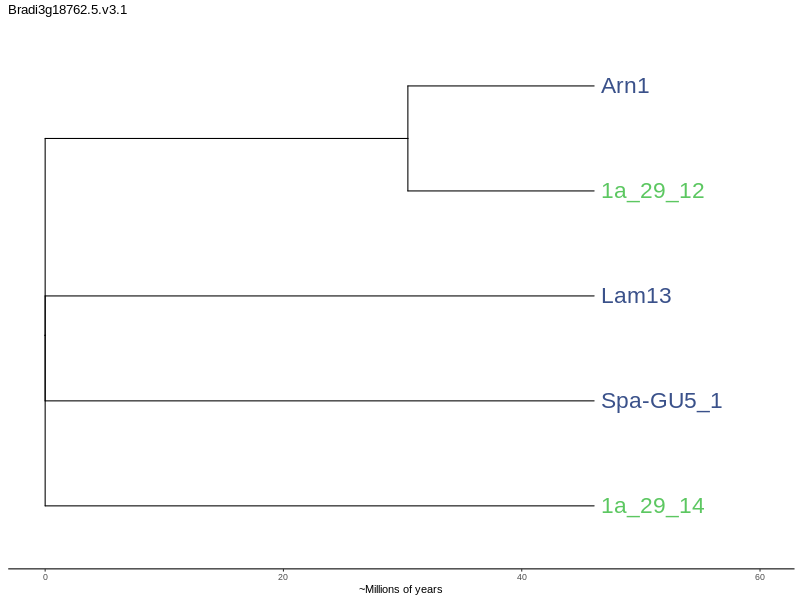 Bradi3g18762.5.v3.1
Arn1
1a_29_12
Lam13
Spa-GU5_1
1a_29_14
0 20 40 60
~Millions of years